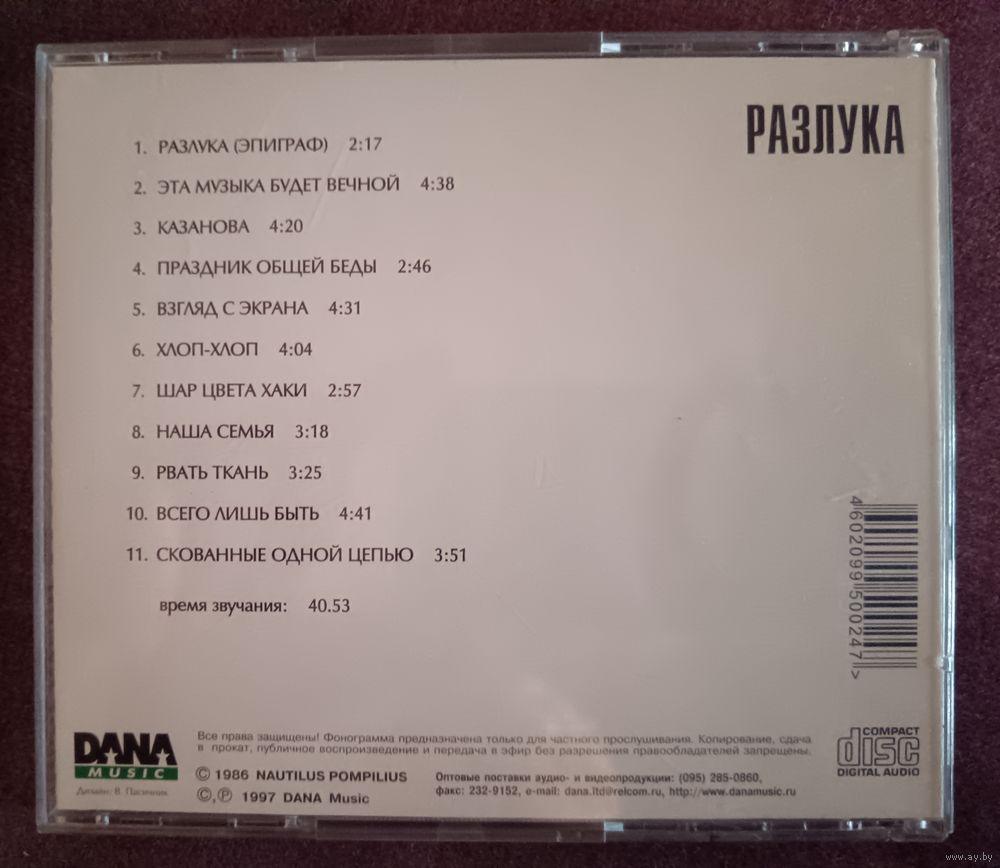 РАЗЛУКА
1. РАЗЛУКА (ЭПИГРАФ) 2:17
2. ЭТА МУЗЫКА БУДЕТ ВЕЧНОЙ 4:38
3. КАЗАНОВА 4:20
4. ПРАЗДНИК ОБЩЕЙ БЕДЫ 2:46
5. ВЗГЛЯД С ЭКРАНА 4:31
6. ХЛОП-ХЛОП 4:04
7. ШАР ЦВЕТА ХАКИ 2:57
8. НАША СЕМЬЯ 3:18
9. РВАТЬ ТКАНЬ 3:25
10. ВСЕГО ЛИШЬ БЫТЬ 4:41
11. СКОВАННЫЕ ОДНОЙ ЦЕПЬЮ 3:51
время звучания: 40.53
4602099500247>
DANA
MUSIC
Дизайн: В. Пасичник
Все права защищены! Фонограмма предназначена только для частного прослушивания. Копирование, сдача
в прокат, публичное воспроизведение и передача в эфир без разрешения правообладателей запрещены.
© 1986 NAUTILUS POMPILIUS
©,℗ 1997 DANA Music
Оптовые поставки аудио- и видеопродукции: (095) 285-0860,
факс: 232-9152, e-mail: dana.ltd@relcom.ru, http://www.danamusic.ru
COMPACT
disc
DIGITAL AUDIO
www.ay.by